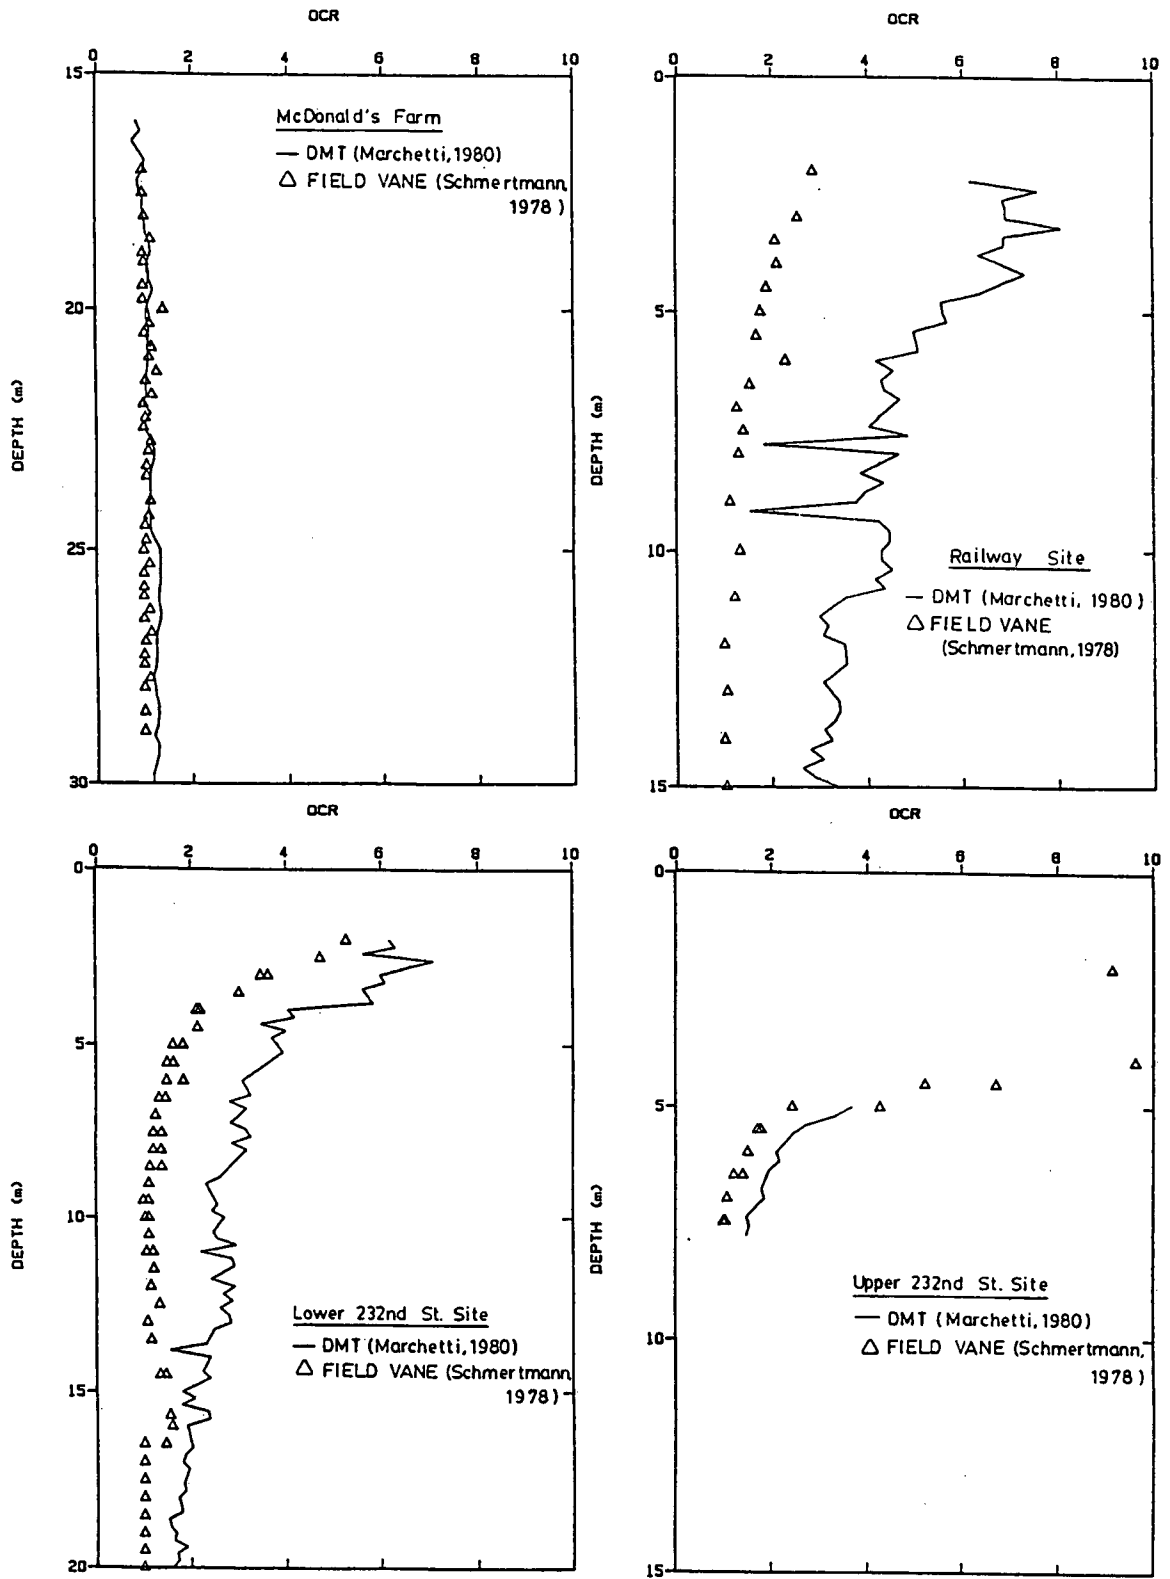 OCR
0 2 4 6 8 10
15
20
25
30
DEPTH (m)
McDonald's Farm
— DMT (Marchetti, 1980)
△ FIELD VANE (Schmertmann,
1978)
OCR
0 2 4 6 8 10
0
5
10
15
DEPTH (m)
Railway Site
— DMT (Marchetti, 1980)
△ FIELD VANE
(Schmertmann, 1978)
OCR
0 2 4 6 8 10
0
5
10
15
20
DEPTH (m)
Lower 232nd St. Site
— DMT (Marchetti, 1980)
△ FIELD VANE (Schmertmann,
1978)
OCR
0 2 4 6 8 10
0
5
10
15
DEPTH (m)
Upper 232nd St. Site
— DMT (Marchetti, 1980)
△ FIELD VANE (Schmertmann,
1978)